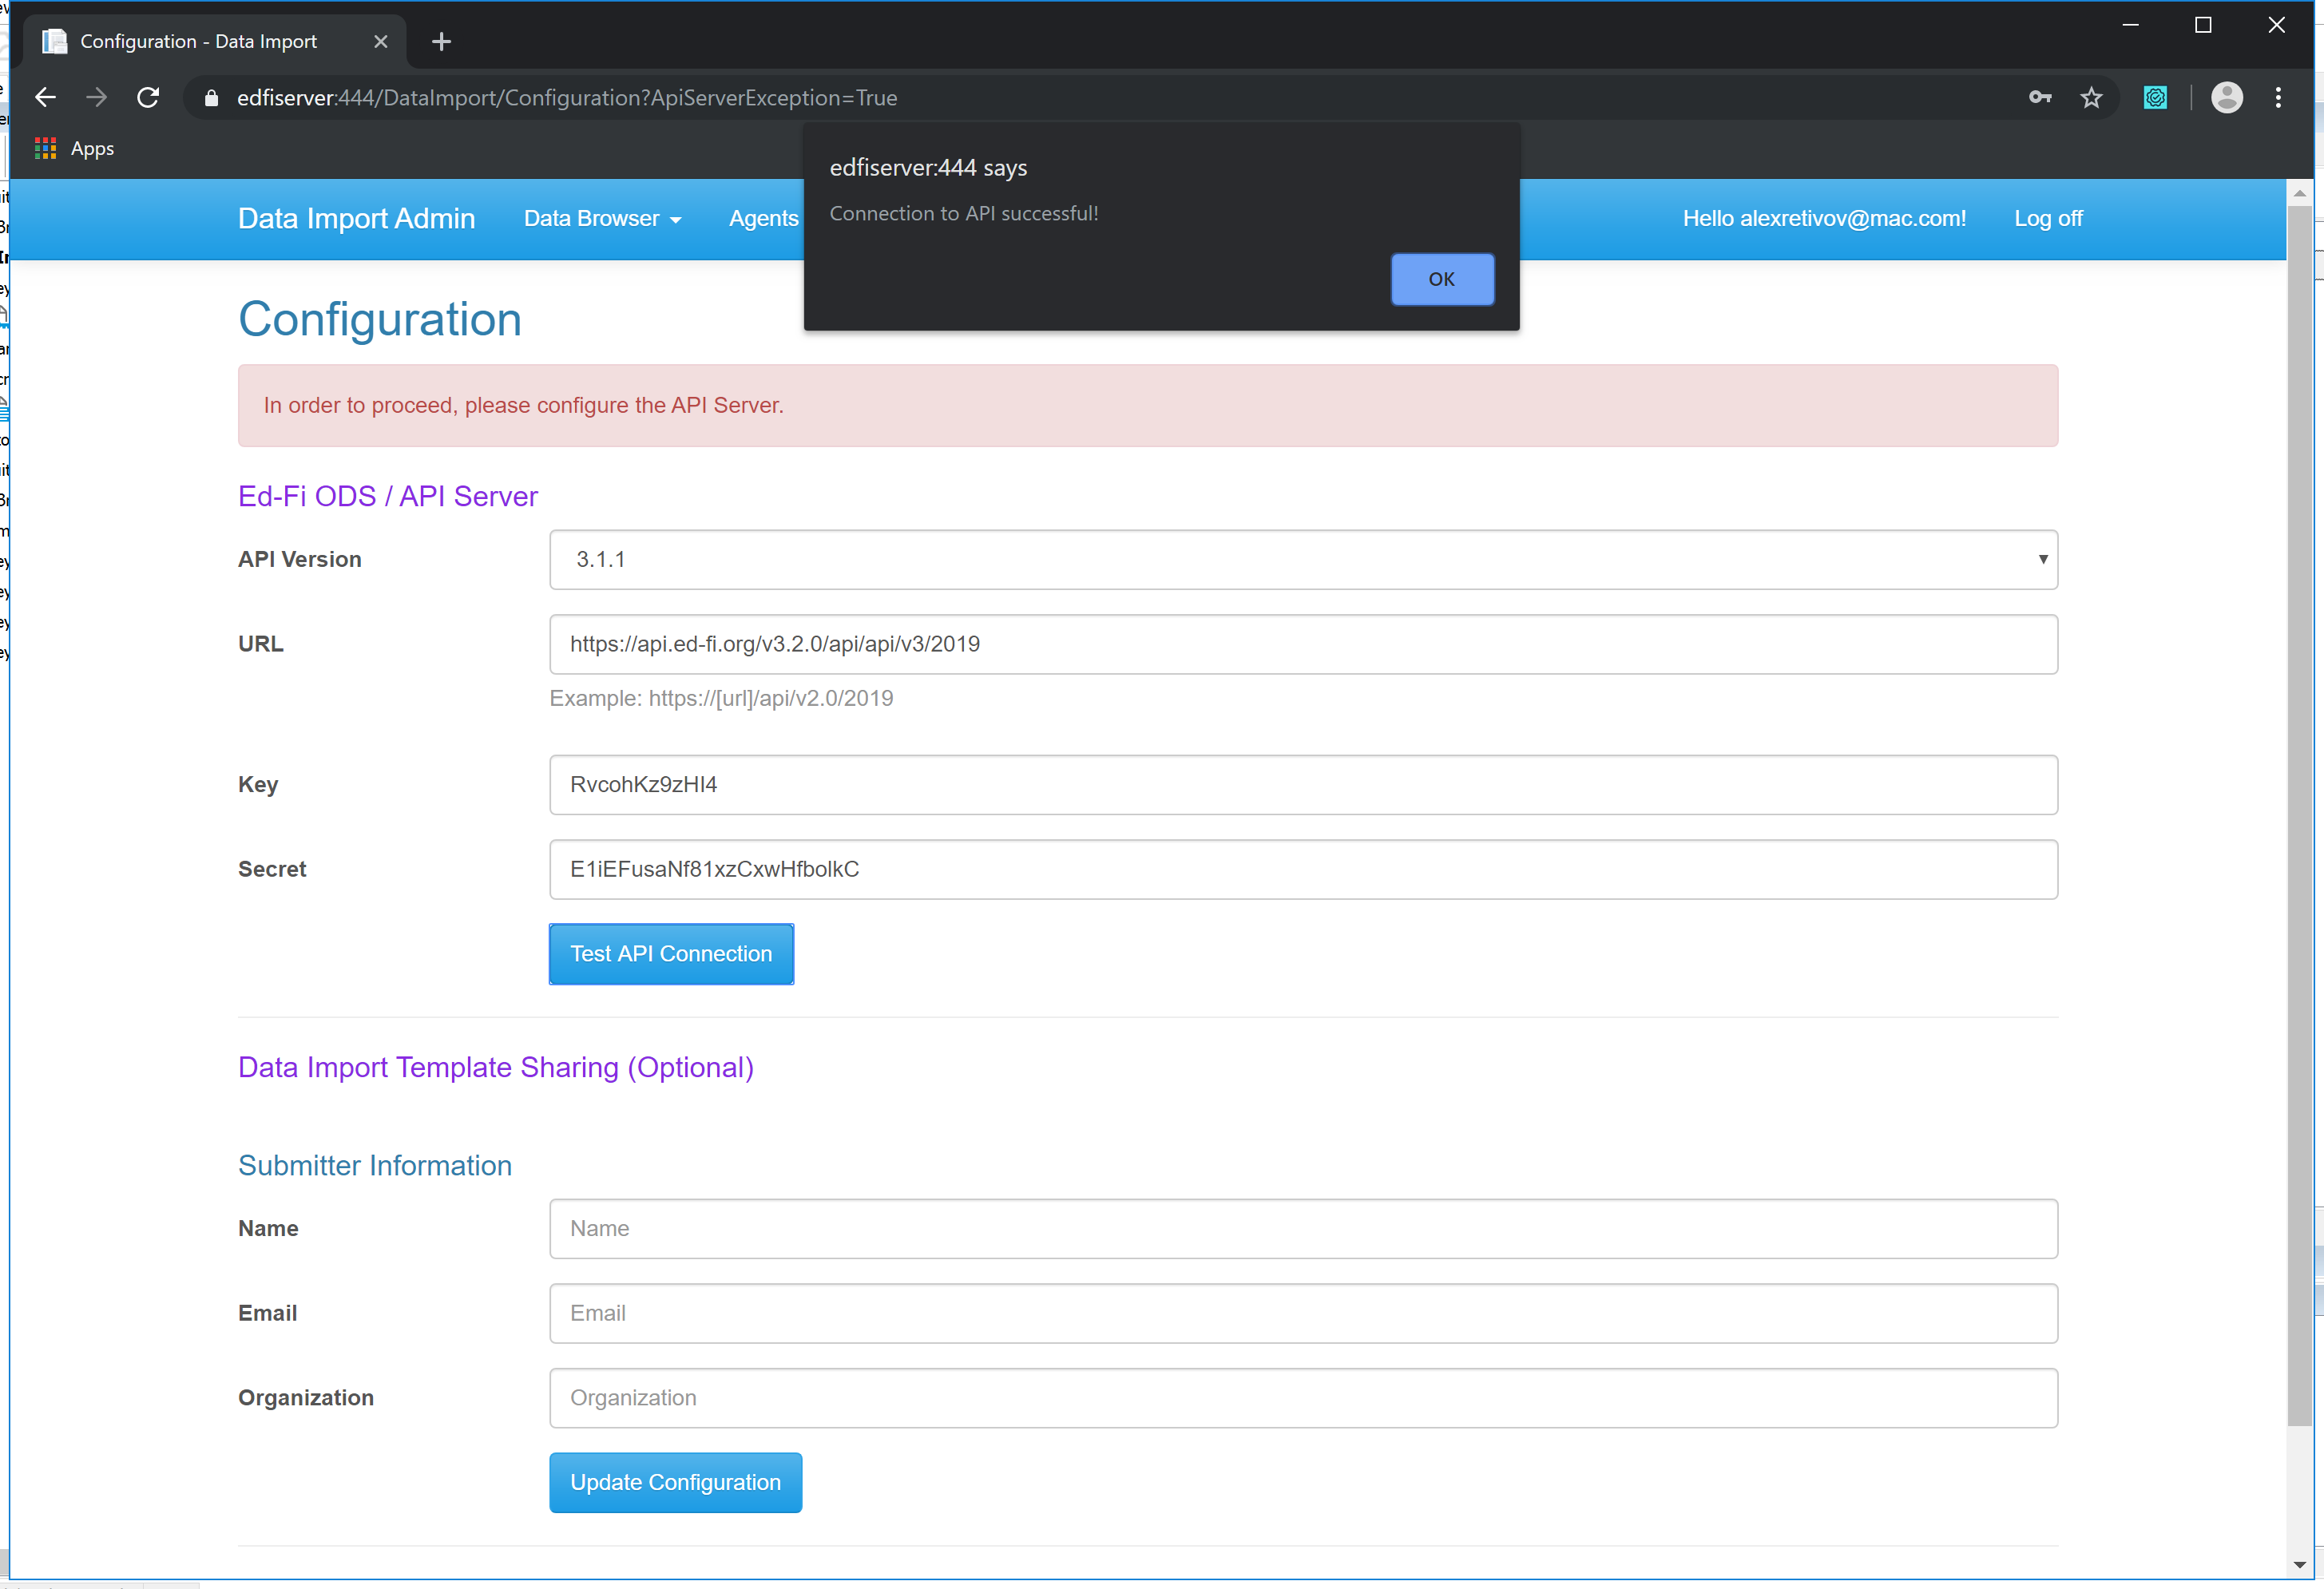 Configuration - Data Import
edfiserver:444/DataImport/Configuration?ApiServerException=True
Apps
edfiserver:444 says
Connection to API successful!
OK
Data Import Admin
Data Browser
Agents
Hello alexretivov@mac.com!
Log off
Configuration
In order to proceed, please configure the API Server.
Ed-Fi ODS / API Server
API Version
3.1.1
URL
https://api.ed-fi.org/v3.2.0/api/api/v3/2019
Example: https://[url]/api/v2.0/2019
Key
RvcohKz9zHI4
Secret
E1iEFusaNf81xzCxwHfbolkC
Test API Connection
Data Import Template Sharing (Optional)
Submitter Information
Name
Name
Email
Email
Organization
Organization
Update Configuration